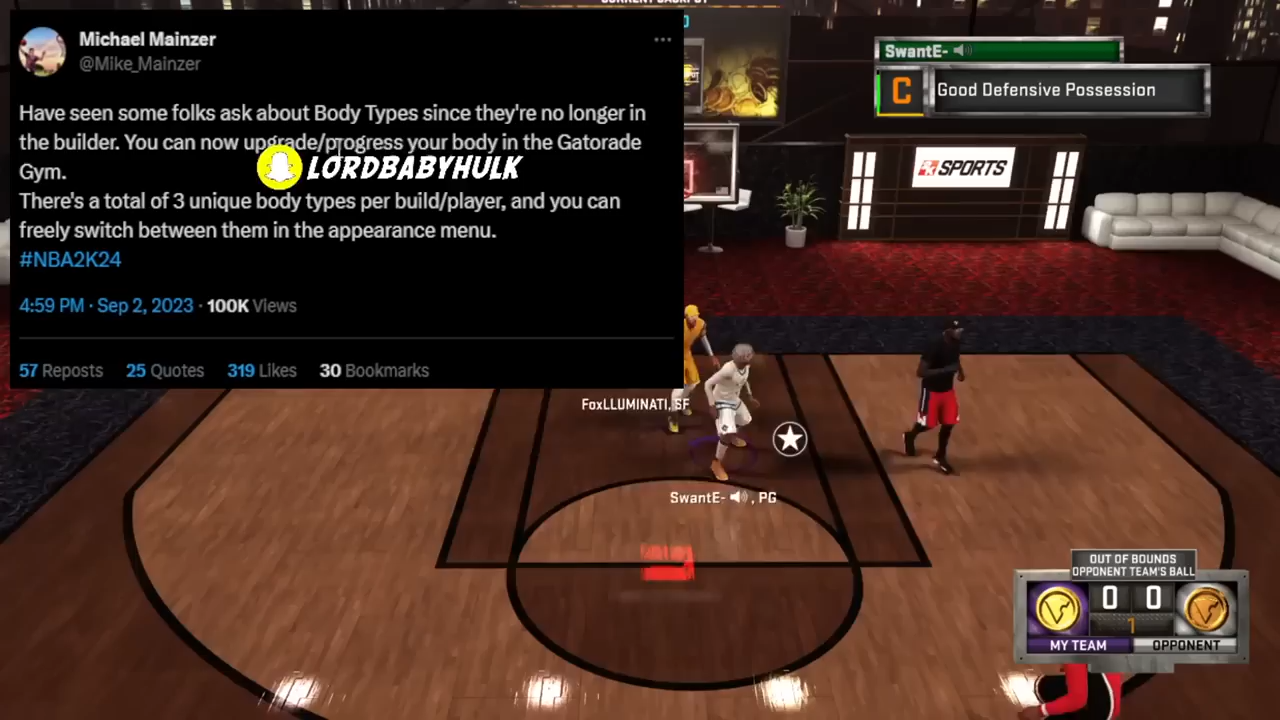 CURRENT JACKPOT
Michael Mainzer
@Mike_Mainzer
Have seen some folks ask about Body Types since they're no longer in
the builder. You can now upgrade/progress your body in the Gatorade
Gym.
There's a total of 3 unique body types per build/player, and you can
freely switch between them in the appearance menu.
#NBA2K24
4:59 PM · Sep 2, 2023 · 100K Views
57 Reposts 25 Quotes 319 Likes 30 Bookmarks
LORDBABYHULK
SwantE-
C Good Defensive Possession
2K SPORTS
FoxLLUMINATI, SF
SwantE- , PG
OUT OF BOUNDS
OPPONENT TEAM'S BALL
0 0
1
MY TEAM OPPONENT